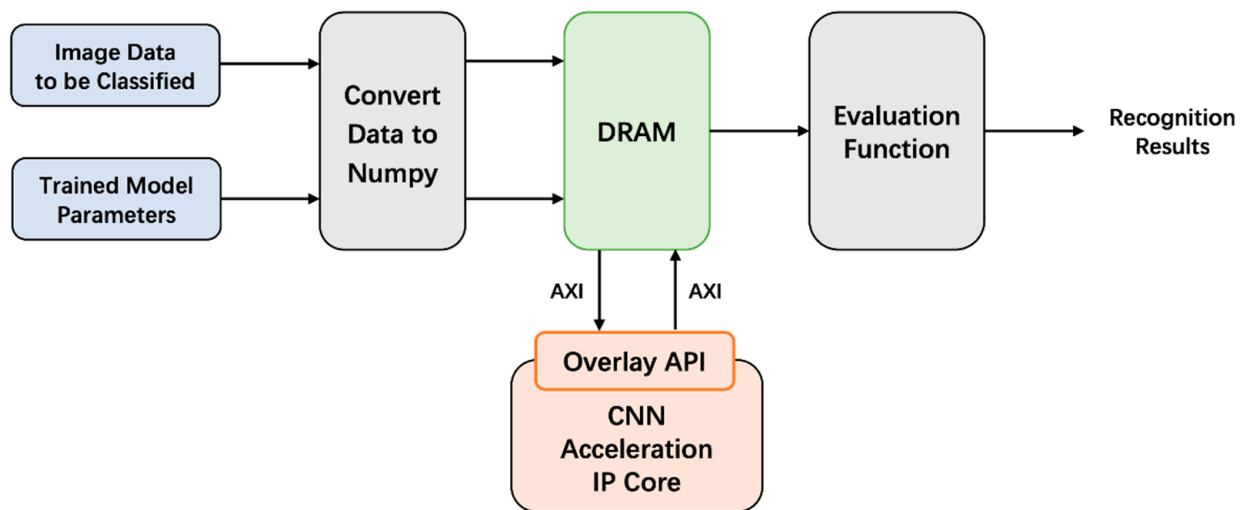 Image Data
to be Classified
Trained Model
Parameters
Convert
Data to
Numpy
DRAM
Evaluation
Function
Recognition
Results
AXI
AXI
Overlay API
CNN
Acceleration
IP Core